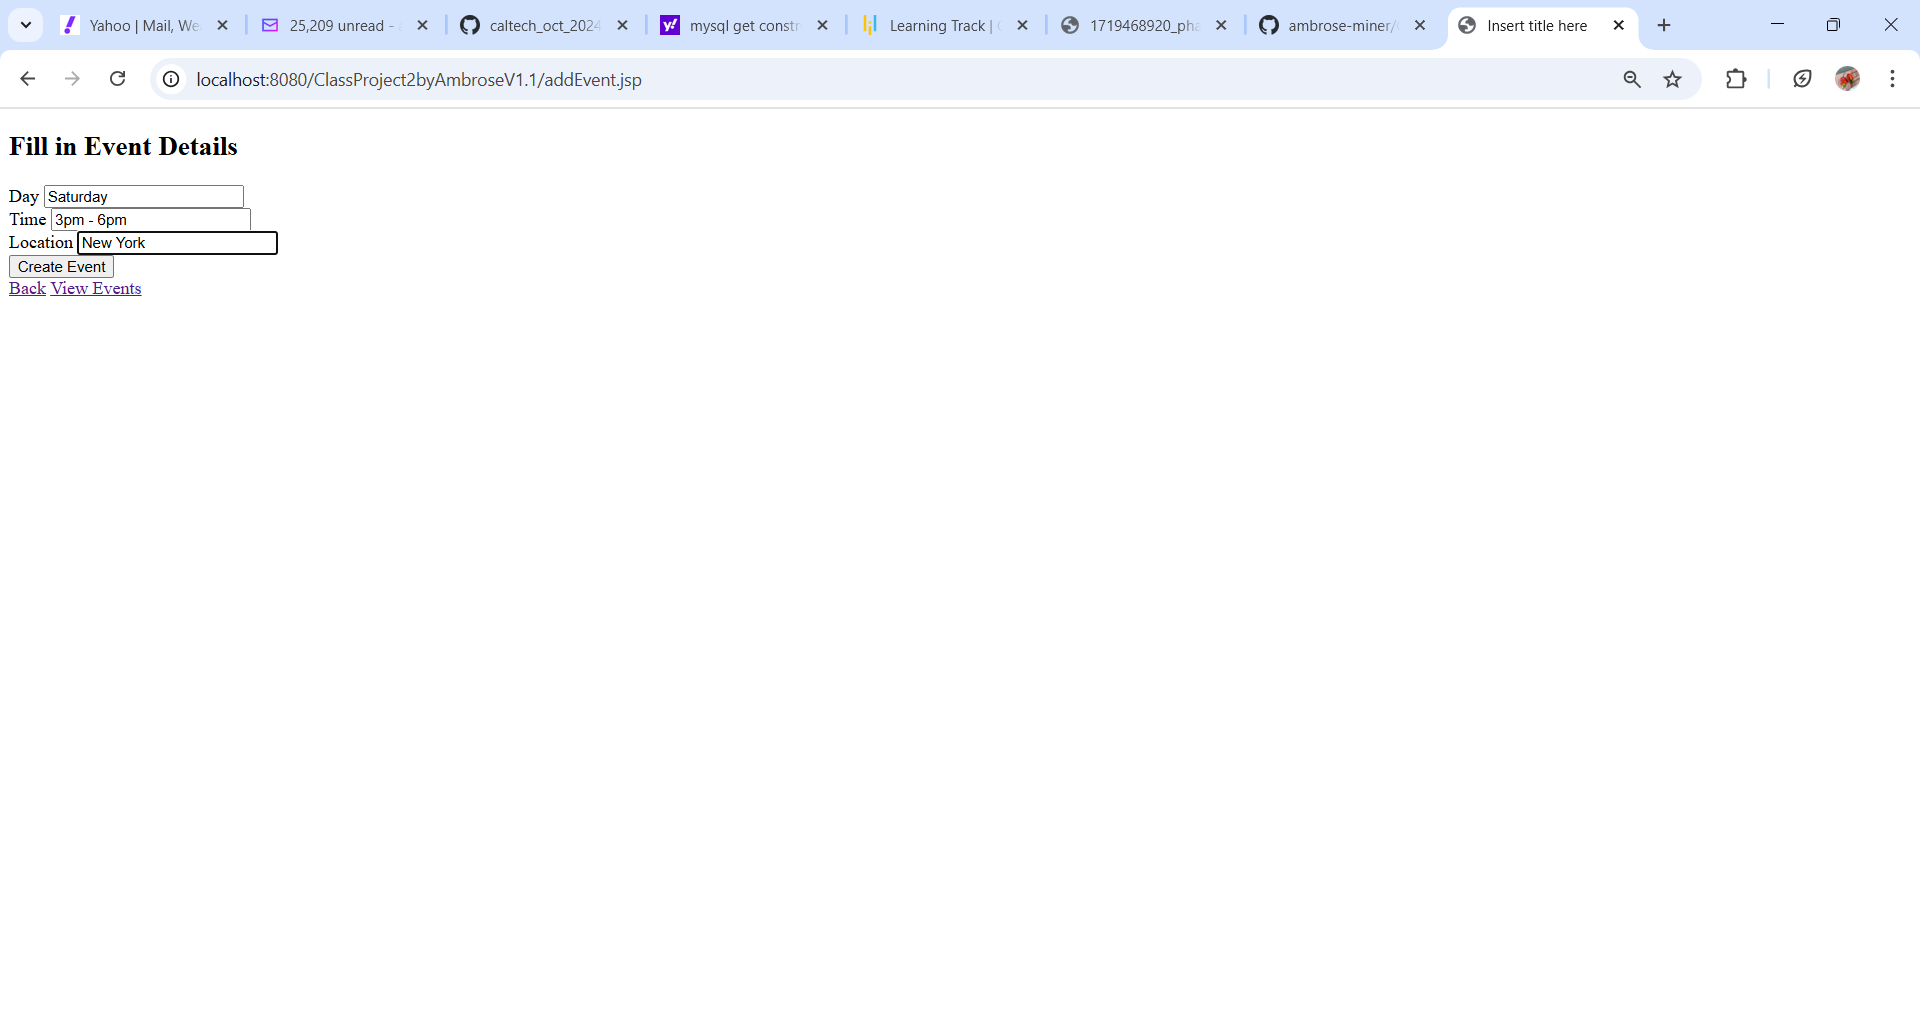 Yahoo | Mail, We
25,209 unread -
caltech_oct_2024
mysql get constr
Learning Track |
1719468920_pha
ambrose-miner/
Insert title here
localhost:8080/ClassProject2byAmbroseV1.1/addEvent.jsp
Fill in Event Details
Day Saturday
Time 3pm - 6pm
Location New York
Create Event
Back View Events